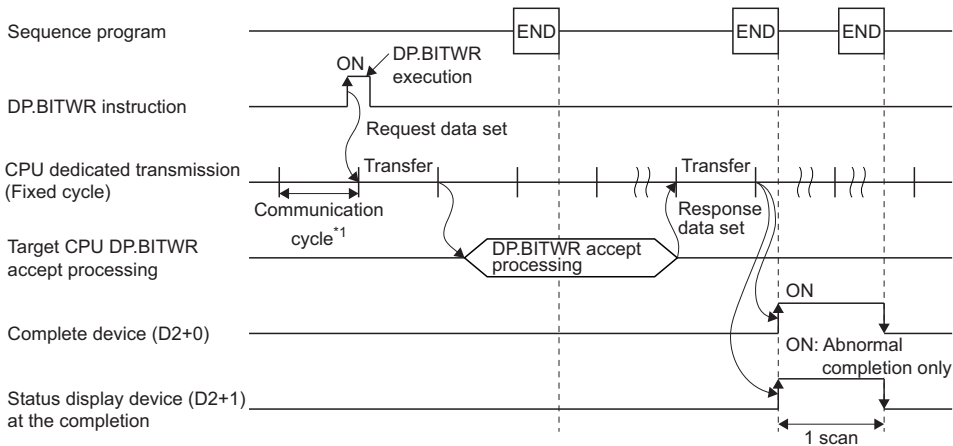 Sequence program
END
END
END
ON
DP.BITWR
execution
DP.BITWR instruction
Request data set
CPU dedicated transmission
(Fixed cycle)
Transfer
Transfer
Communication
cycle*1
Response
data set
Target CPU DP.BITWR
accept processing
DP.BITWR accept
processing
ON
Complete device (D2+0)
ON: Abnormal
completion only
Status display device (D2+1)
at the completion
1 scan